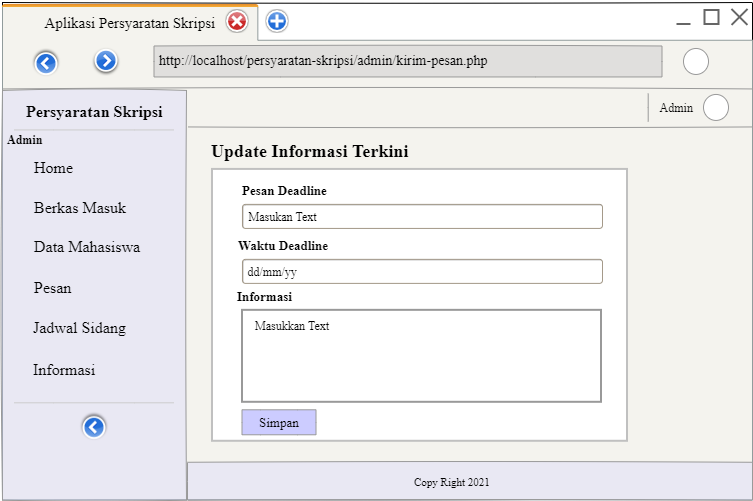 Aplikasi Persyaratan Skripsi
http://localhost/persyaratan-skripsi/admin/kirim-pesan.php
Persyaratan Skripsi
Admin
Home
Berkas Masuk
Data Mahasiswa
Pesan
Jadwal Sidang
Informasi
Admin
Update Informasi Terkini
Pesan Deadline
Masukan Text
Waktu Deadline
dd/mm/yy
Informasi
Masukkan Text
Simpan
Copy Right 2021